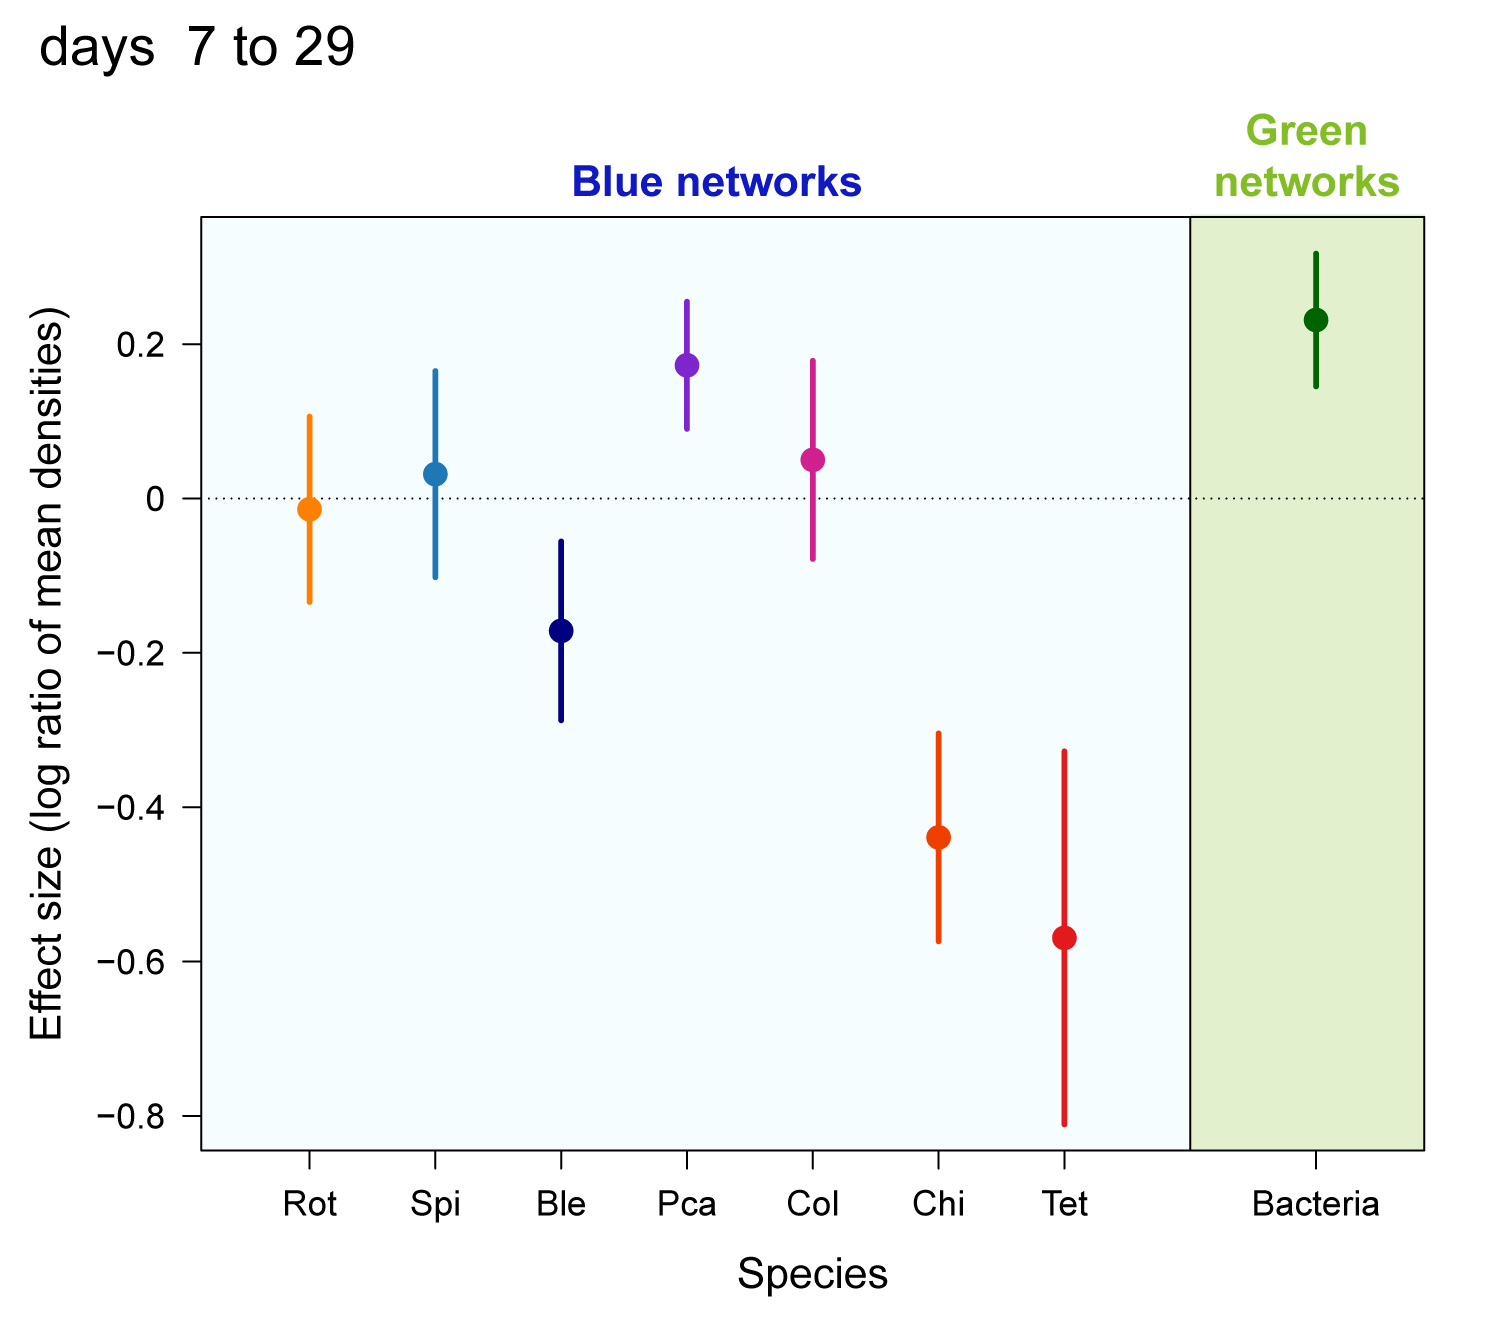 days  7 to 29
Green
networks
Blue networks
Effect size (log ratio of mean densities)
0.2
0
−0.2
−0.4
−0.6
−0.8
Rot
Spi
Ble
Pca
Col
Chi
Tet
Bacteria
Species